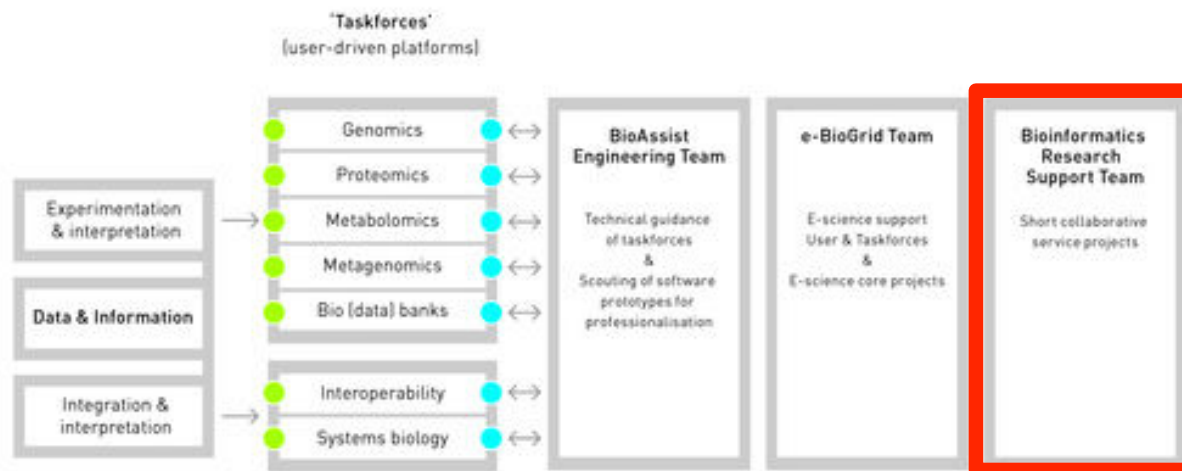 'Taskforces'
(user-driven platforms)
Experimentation
& interpretation
Data & Information
Integration &
interpretation
Genomics
Proteomics
Metabolomics
Metagenomics
Bio (data) banks
Interoperability
Systems biology
BioAssist
Engineering Team
Technical guidance
of taskforces
&
Scouting of software
prototypes for
professionalisation
e-BioGrid Team
E-science support
User & Taskforces
&
E-science core projects
Bioinformatics
Research
Support Team
Short collaborative
service projects